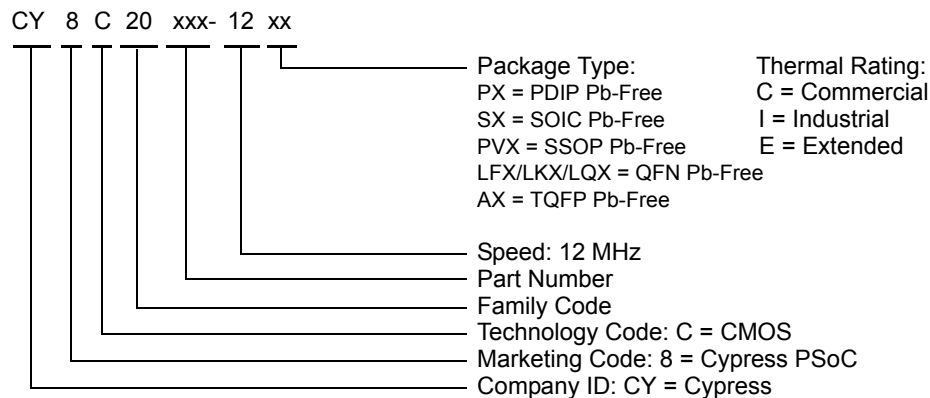 CY 8 C 20 xxx- 12 xx
Package Type: Thermal Rating:
PX = PDIP Pb-Free C = Commercial
SX = SOIC Pb-Free I = Industrial
PVX = SSOP Pb-Free E = Extended
LFX/LKX/LQX = QFN Pb-Free
AX = TQFP Pb-Free
Speed: 12 MHz
Part Number
Family Code
Technology Code: C = CMOS
Marketing Code: 8 = Cypress PSoC
Company ID: CY = Cypress